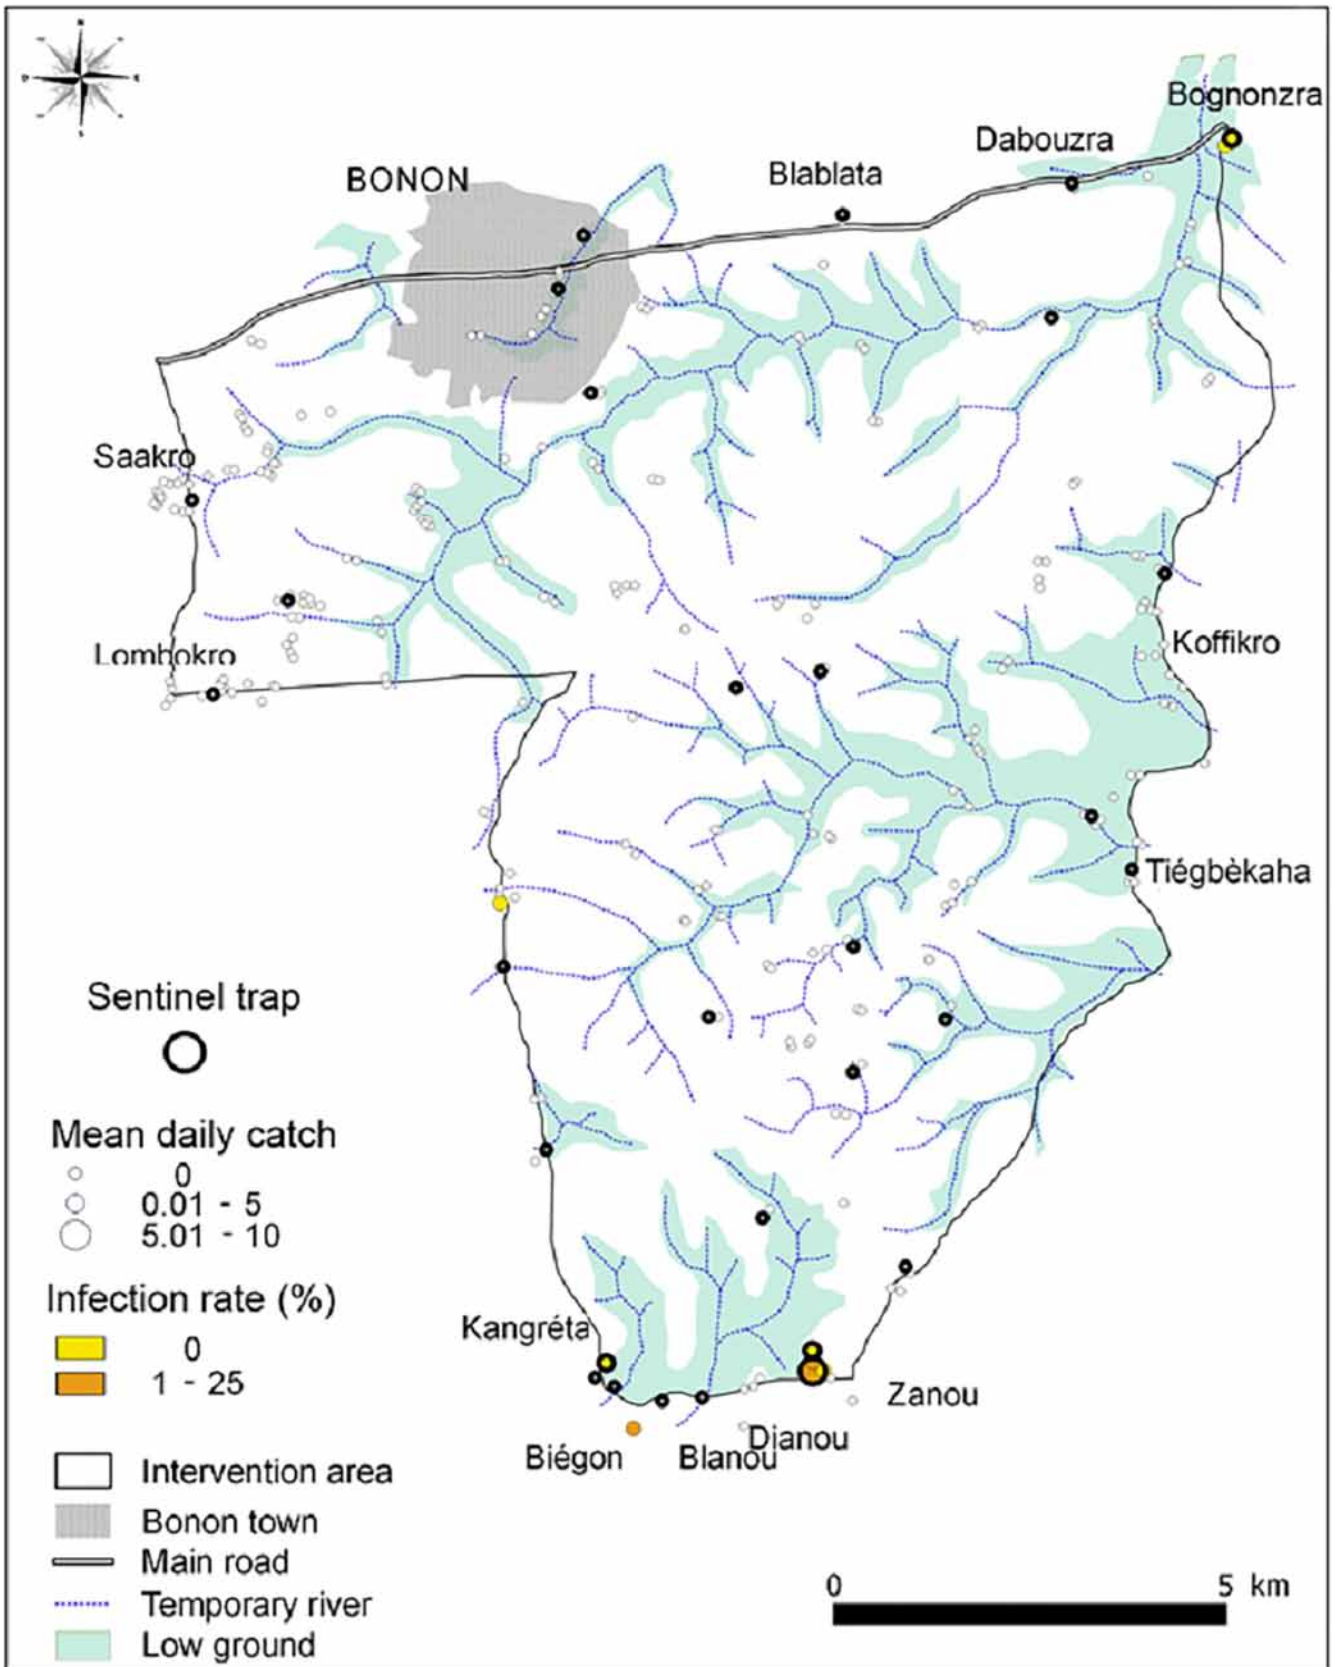 N
S
Bognonzra
Dabouzra
Blablata
BONON
Saakro
Lombokro
Koffikro
Tiégbèkaha
Kangréta
Zanou
Djanou
Biégon
Blanou
Sentinel trap
Mean daily catch
0
0.01 - 5
5.01 - 10
Infection rate (%)
0
1 - 25
Intervention area
Bonon town
Main road
Temporary river
Low ground
0 5 km